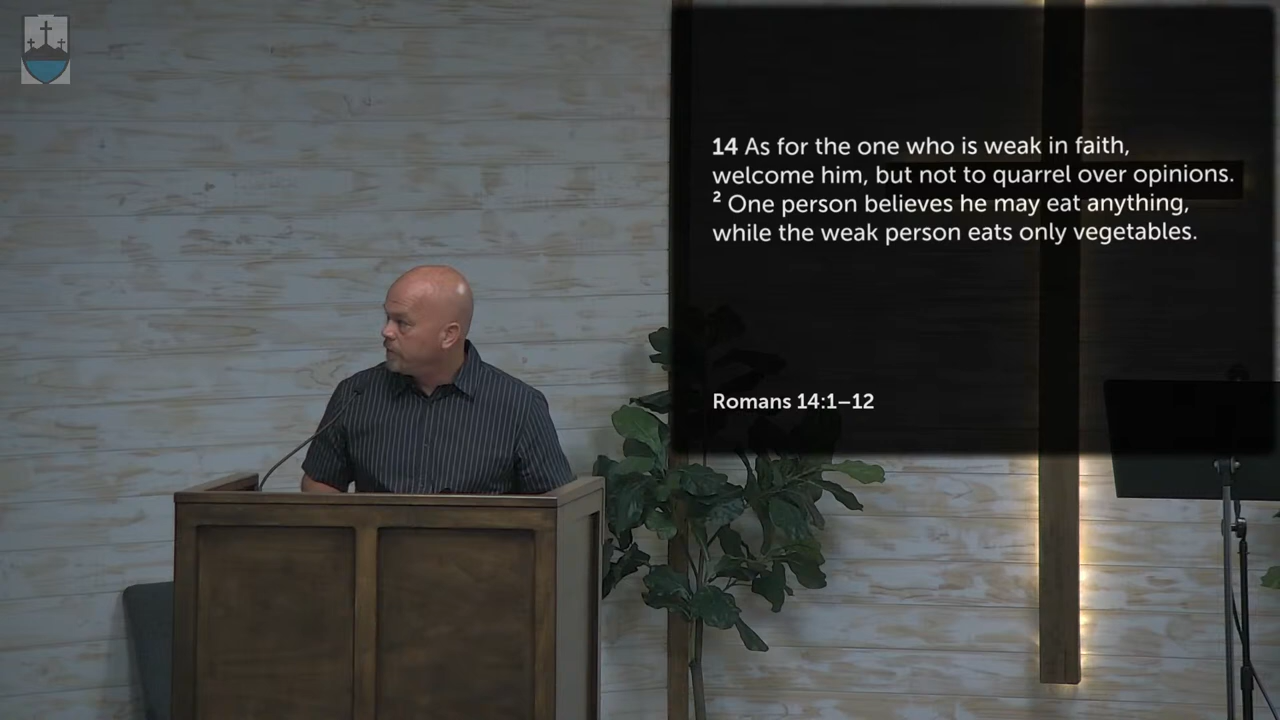 14 As for the one who is weak in faith,
welcome him, but not to quarrel over opinions.
² One person believes he may eat anything,
while the weak person eats only vegetables.
Romans 14:1–12